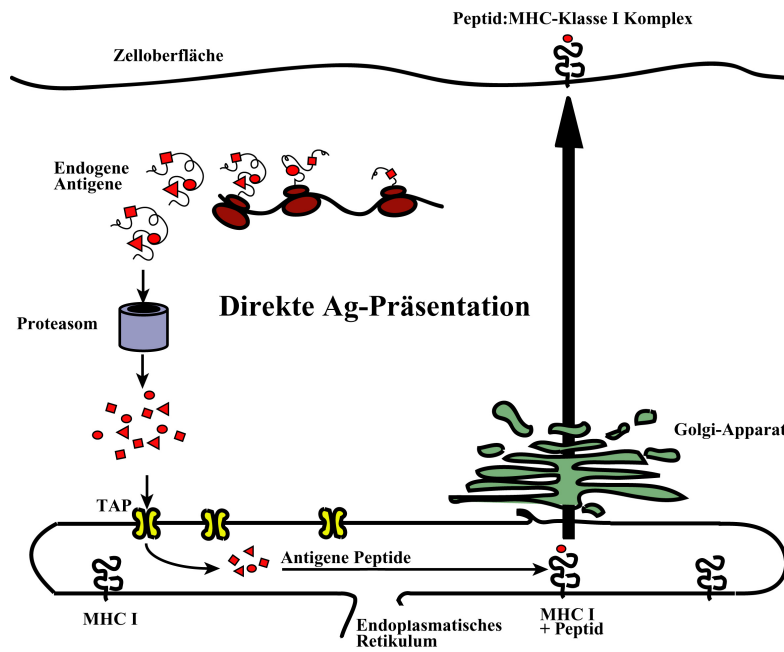 Peptid:MHC-Klasse I Komplex
Zelloberfläche
Endogene
Antigene
Direkte Ag-Präsentation
Proteasom
Golgi-Apparat
TAP
Antigene Peptide
MHC I
Endoplasmatisches
Retikulum
MHC I
+ Peptid